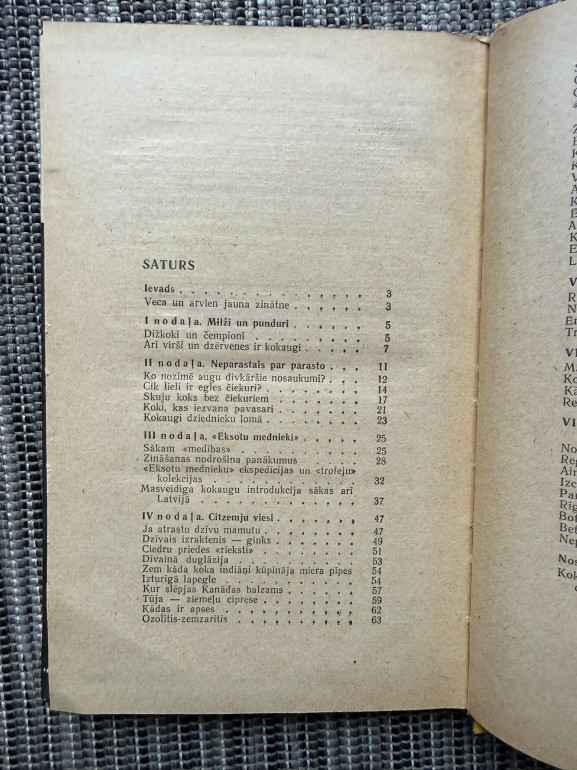 SATURS
Ievads . . . . . . . . . . . . . 3
Veca un arvien jauna zinātne . . . . . . 3
I nodaļa. Milži un punduri . . . . . . 5
Dižkoki un čempioni . . . . . . . . 5
Arī virši un dzērvenes ir kokaugi . . . . 7
II nodaļa. Neparastais par parasto . . . 11
Ko nozīmē augu divkāršie nosaukumi? . . . . 12
Cik lieli ir egles čiekuri? . . . . . . 14
Skuju koks bez čiekuriem . . . . . . 17
Koki, kas iezvana pavasari . . . . . . 21
Kokaugi dziednieku lomā . . . . . . 23
III nodaļa. «Eksotu mednieki» . . . . 25
Sākam «medības» . . . . . . . . 25
Zināšanas nodrošina panākumus . . . . 28
«Eksotu mednieku» ekspedīcijas un «trofeju»
kolekcijas . . . . . . . . . . 32
Masveidīga kokaugu introdukcija sākas arī
Latvijā . . . . . . . . . . . 37
IV nodaļa. Citzemju viesi . . . . . . 47
Ja atrastu dzīvu mamutu . . . . . . 47
Dzīvais izraktenis — ginks . . . . . . 49
Ciedru priedes «rieksti» . . . . . . 51
Dīvainā duglāzija . . . . . . . . 53
Zem kāda koka indiāņi kūpināja miera pīpes 54
Izturīgā lapegle . . . . . . . . . 54
Kur slēpjas Kanādas balzams . . . . . 57
Tūja — ziemeļu ciprese . . . . . . 59
Kādas ir apses . . . . . . . . . 62
Ozolītis-zemzarītis . . . . . . . . 63